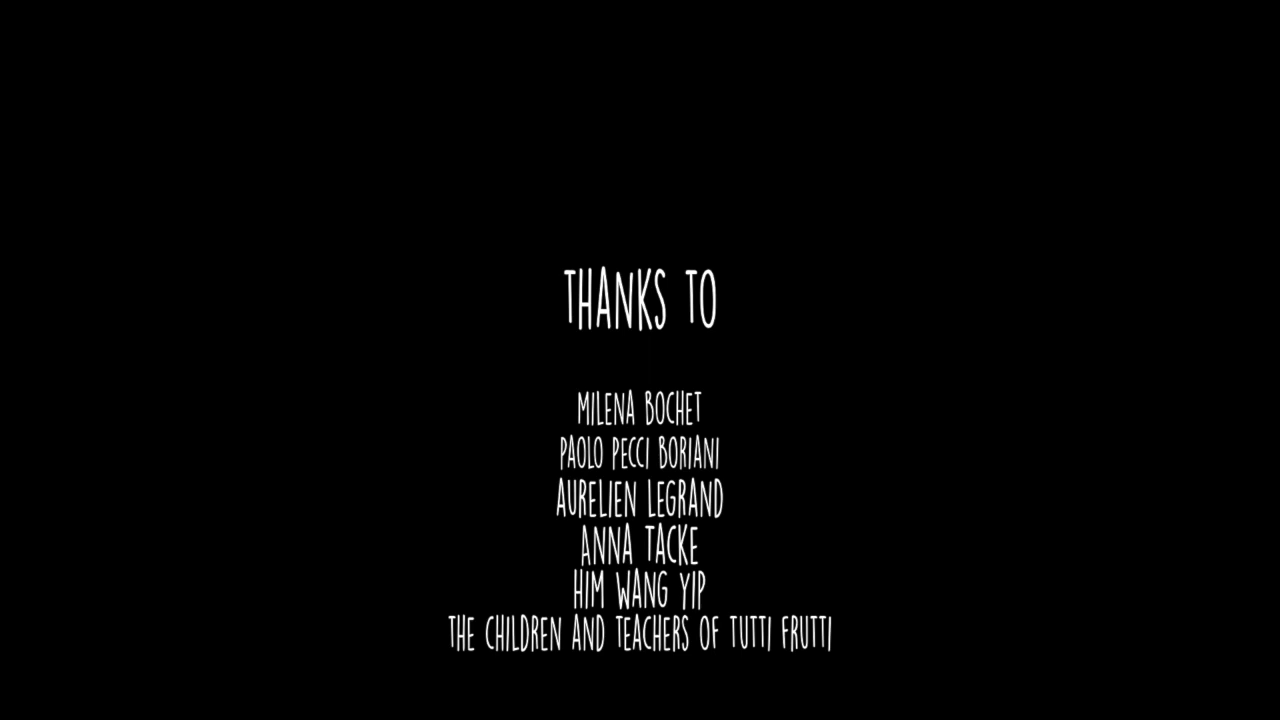 THANKS TO
MILENA BOCHET
PAOLO PECCI BORIANI
AURELIEN LEGRAND
ANNA TACKE
HIM WANG YIP
THE CHILDREN AND TEACHERS OF TUTTI FRUTTI